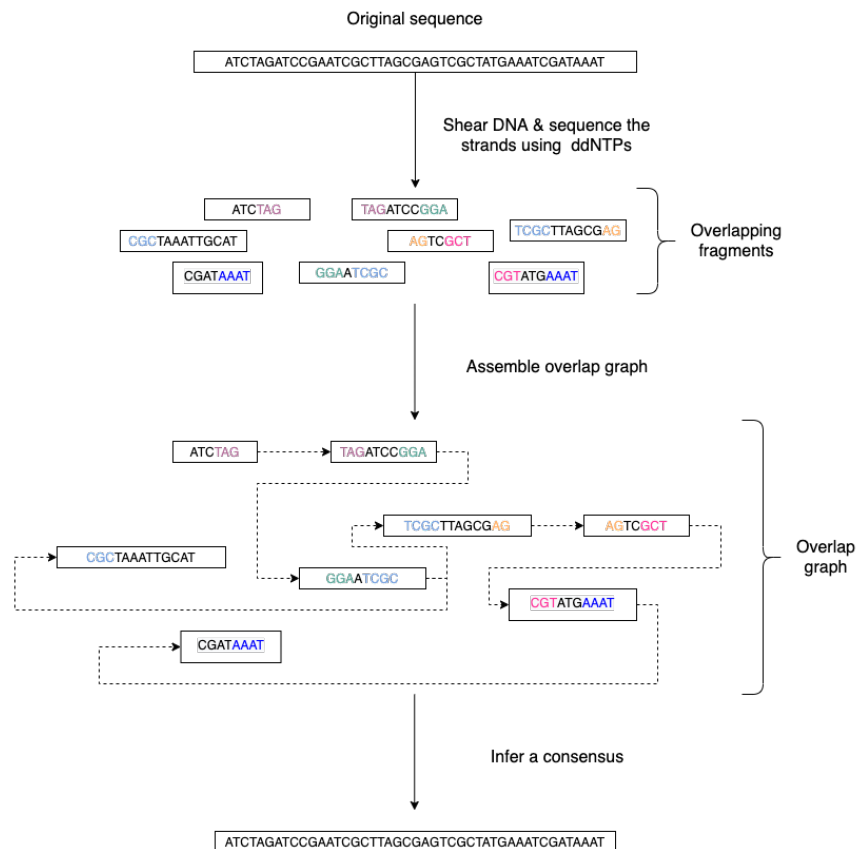 Original sequence
ATCTAGATCCGAATCGCTTAGCGAGTCGCTATGAAATCGATAAAT
Shear DNA & sequence the
strands using ddNTPs
ATCTAG
TAGATCCGGA
CGCTAAATTGCAT
AGTCGCT
TCGCTTAGCGAG
CGATAAAT
GGAATCGC
CGTATGAAAT
Overlapping
fragments
Assemble overlap graph
ATCTAG
TAGATCCGGA
TCGCTTAGCGAG
AGTCGCT
CGCTAAATTGCAT
GGAATCGC
CGTATGAAAT
CGATAAAT
Overlap
graph
Infer a consensus
ATCTAGATCCGAATCGCTTAGCGAGTCGCTATGAAATCGATAAAT